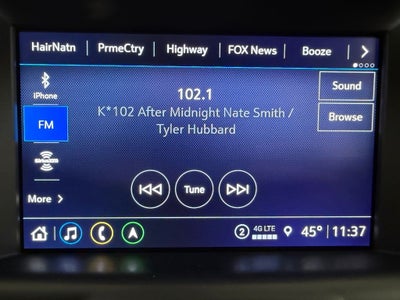 HairNatn | PrmeCtry | Highway | FOX News | Booze
iPhone
102.1
Sound
K*102 After Midnight Nate Smith /
Tyler Hubbard
Browse
FM
SiriusXM
Tune
More
2 4G LTE 45° 11:37